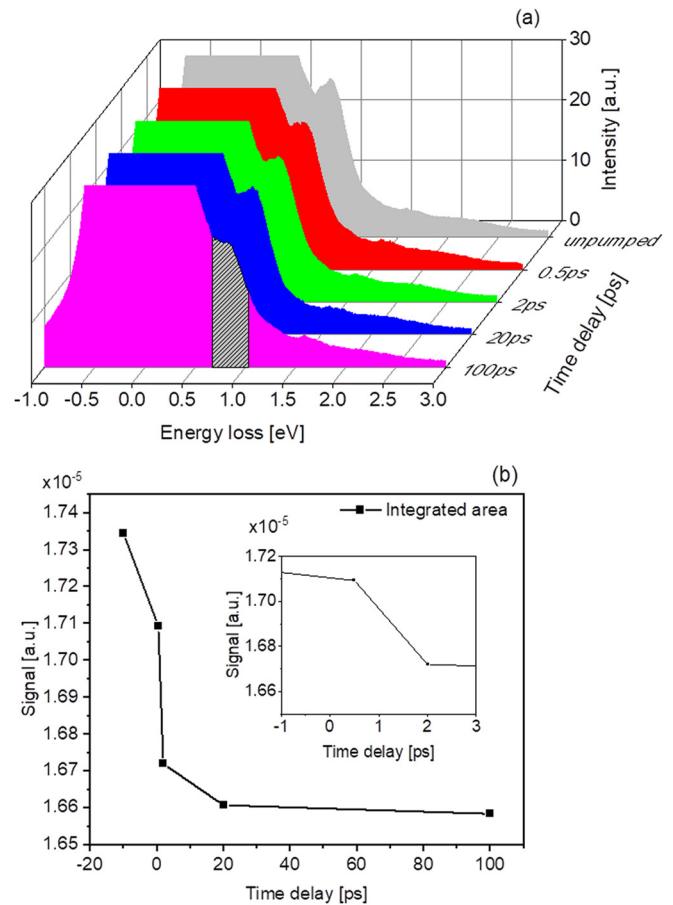 (a)
30
20
10
0
Intensity [a.u.]
unpumped
0.5ps
2ps
20ps
100ps
Time delay [ps]
-1.0 -0.5 0.0 0.5 1.0 1.5 2.0 2.5 3.0
Energy loss [eV]
(b)
x10⁻⁵
1.74
1.73
1.72
1.71
1.70
1.69
1.68
1.67
1.66
1.65
Signal [a.u.]
Integrated area
x10⁻⁵
1.72
1.70
1.68
1.66
Signal [a.u.]
-1 0 1 2 3
Time delay [ps]
-20 0 20 40 60 80 100
Time delay [ps]